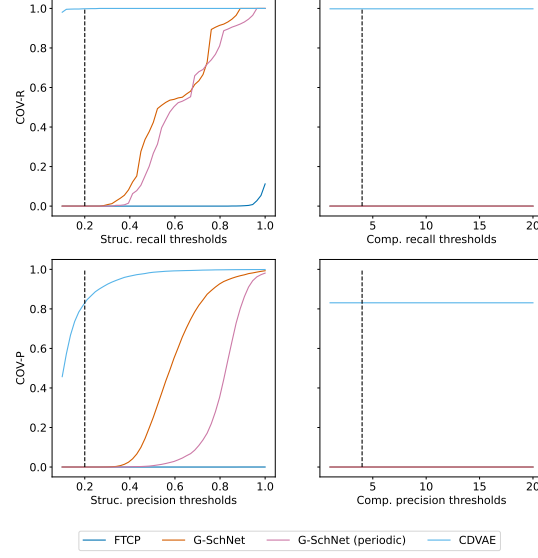 1.0
0.8
0.6
0.4
0.2
0.0
COV-R
0.2 0.4 0.6 0.8 1.0
Struc. recall thresholds
5 10 15 20
Comp. recall thresholds
1.0
0.8
0.6
0.4
0.2
0.0
COV-P
0.2 0.4 0.6 0.8 1.0
Struc. precision thresholds
5 10 15 20
Comp. precision thresholds
FTCP G-SchNet G-SchNet (periodic) CDVAE